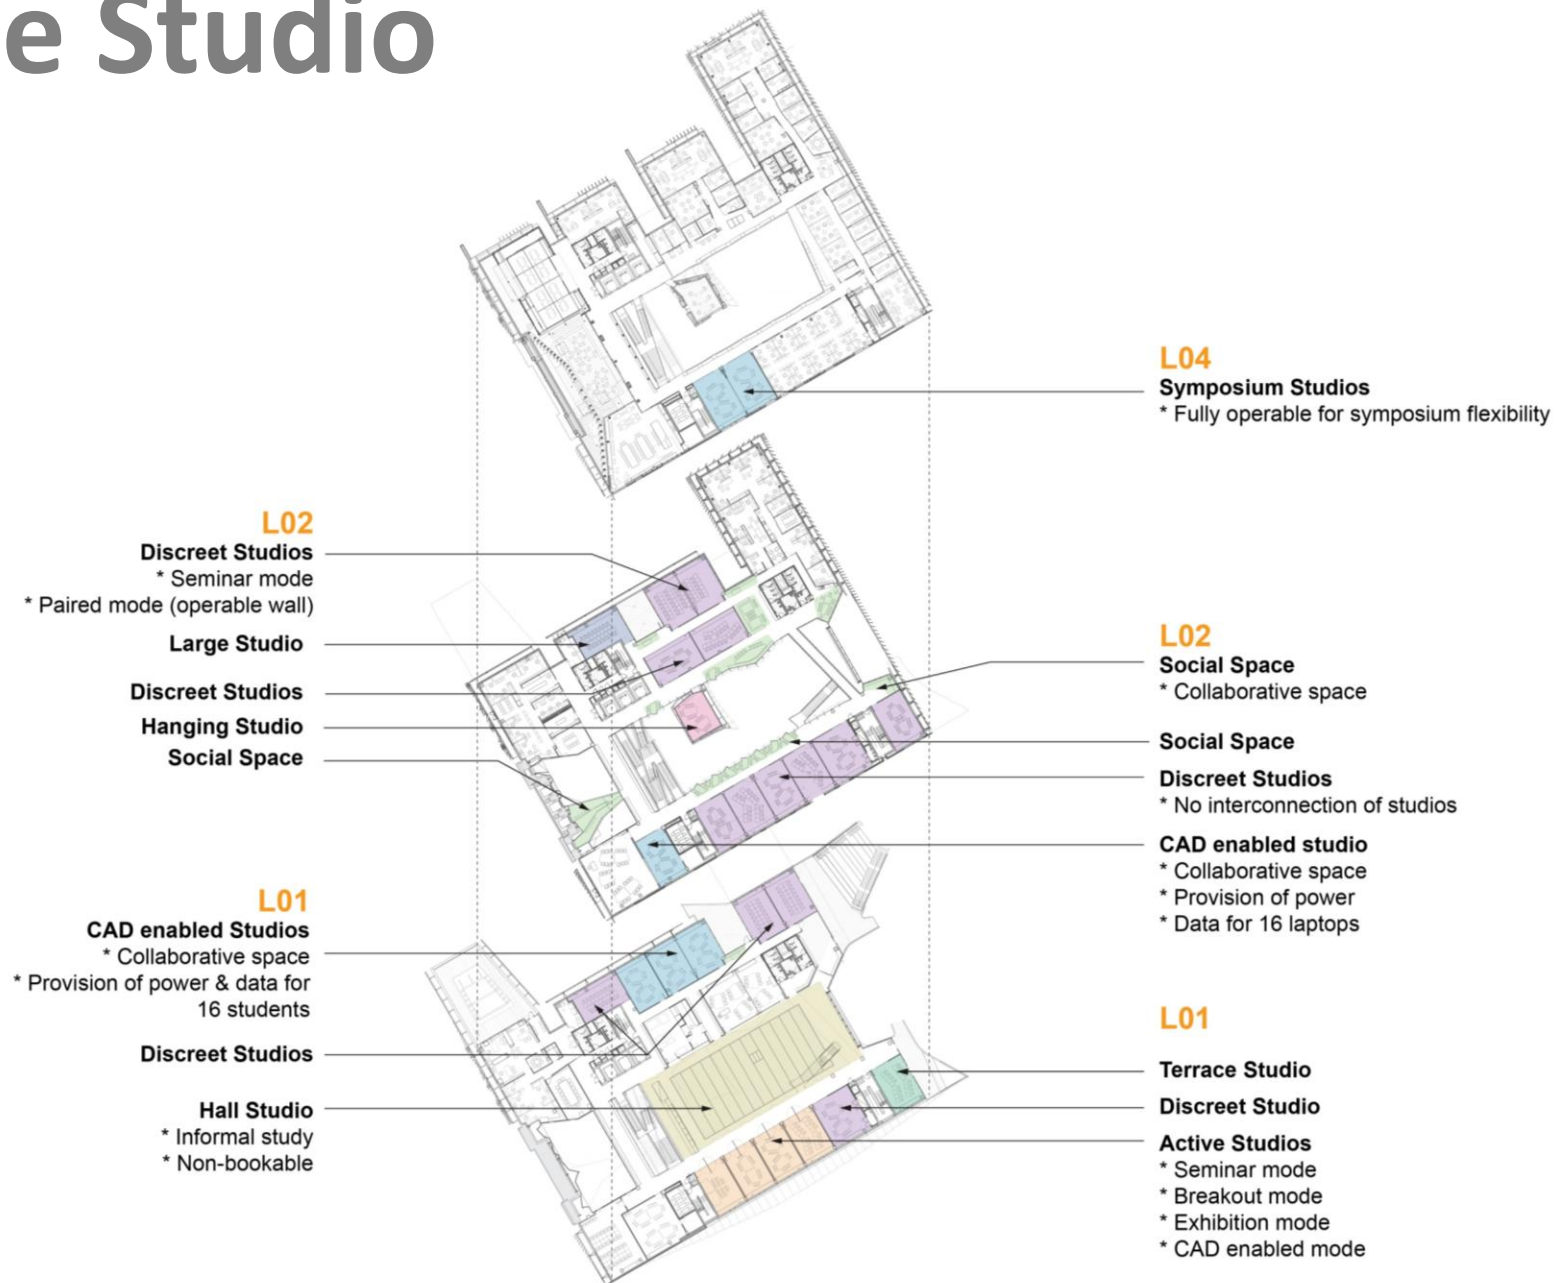 e Studio
L04
Symposium Studios
* Fully operable for symposium flexibility
L02
Discreet Studios
* Seminar mode
* Paired mode (operable wall)
Large Studio
Discreet Studios
Hanging Studio
Social Space
L02
Social Space
* Collaborative space
Social Space
Discreet Studios
* No interconnection of studios
CAD enabled studio
* Collaborative space
* Provision of power
* Data for 16 laptops
L01
CAD enabled Studios
* Collaborative space
* Provision of power & data for
16 students
Discreet Studios
Hall Studio
* Informal study
* Non-bookable
L01
Terrace Studio
Discreet Studio
Active Studios
* Seminar mode
* Breakout mode
* Exhibition mode
* CAD enabled mode